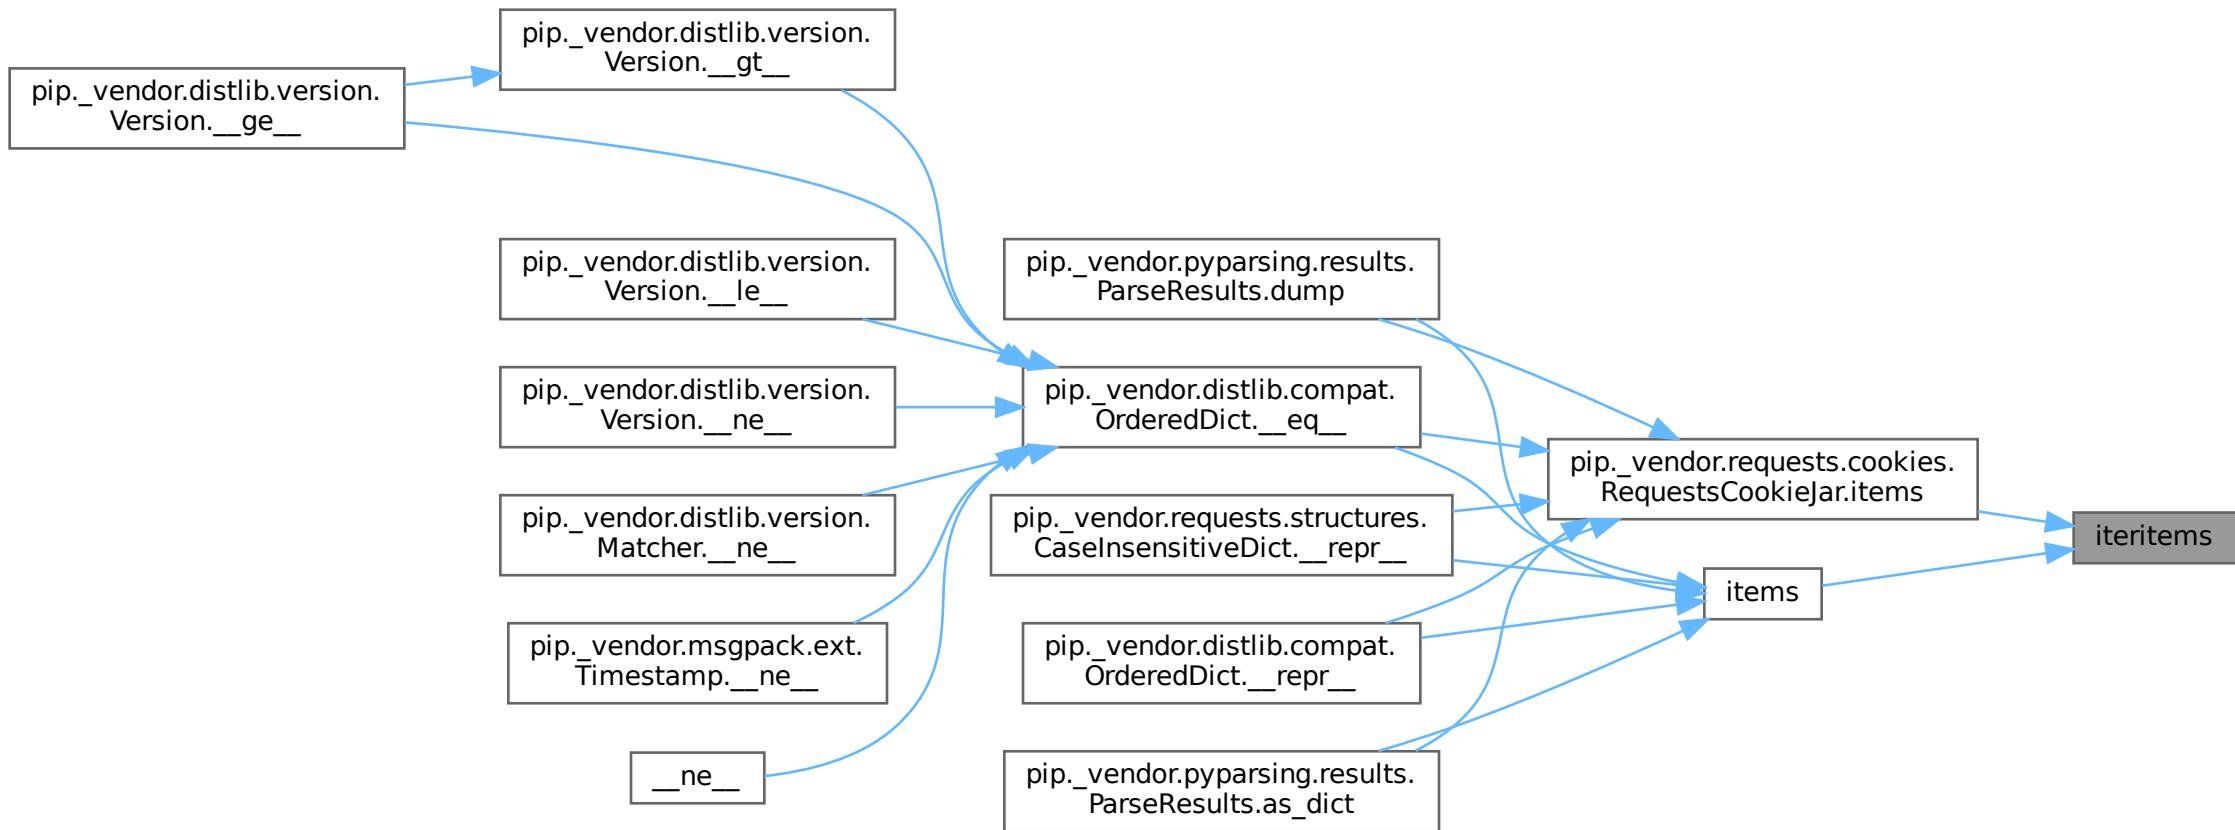 pip._vendor.distlib.version.
Version.__gt__
pip._vendor.distlib.version.
Version.__ge__
pip._vendor.distlib.version.
Version.__le__
pip._vendor.pyparsing.results.
ParseResults.dump
pip._vendor.distlib.version.
Version.__ne__
pip._vendor.distlib.compat.
OrderedDict.__eq__
pip._vendor.requests.cookies.
RequestsCookieJar.items
pip._vendor.distlib.version.
Matcher.__ne__
pip._vendor.requests.structures.
CaseInsensitiveDict.__repr__
iteritems
items
pip._vendor.msgpack.ext.
Timestamp.__ne__
pip._vendor.distlib.compat.
OrderedDict.__repr__
__ne__
pip._vendor.pyparsing.results.
ParseResults.as_dict